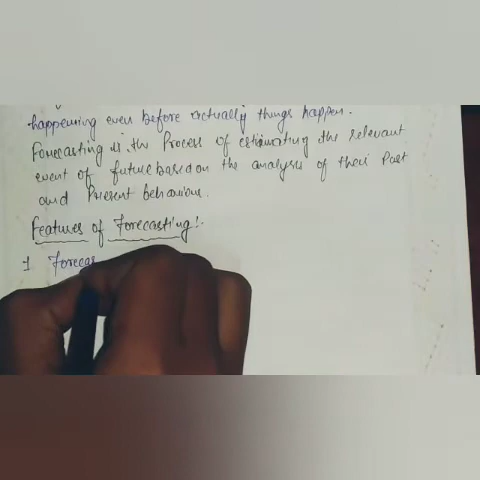 happening even before actually things happen.
Forecasting is the Process of estimating the relevant
event of future based on the analysis of their Past
and Present behaviour.
Features of Forecasting:
1 Forecas